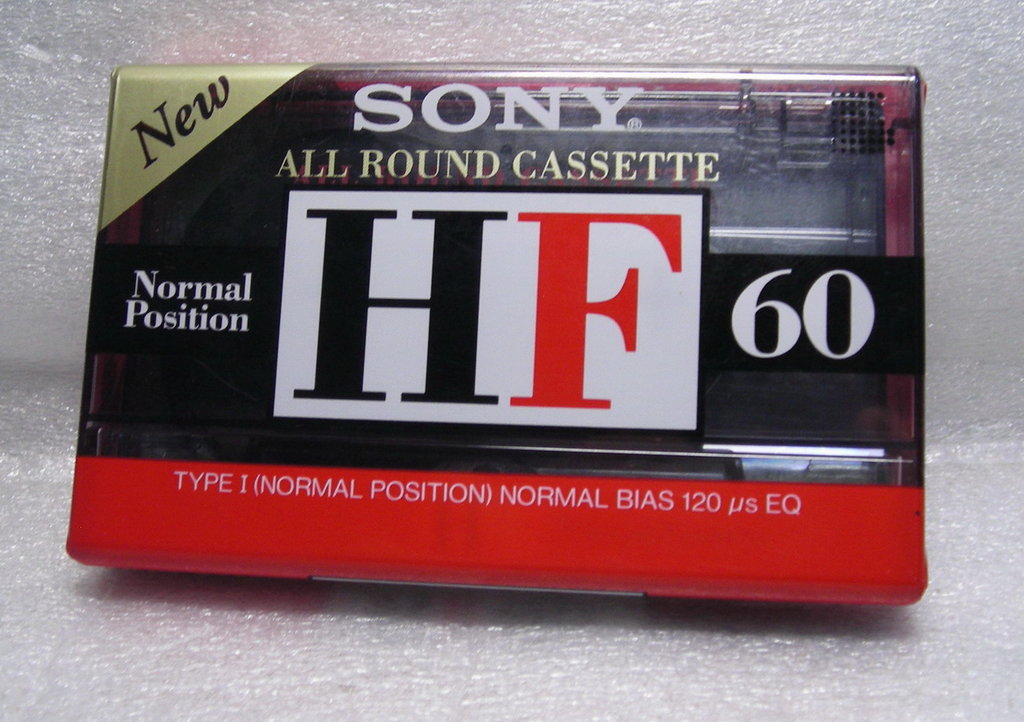 New
SONY®
ALL ROUND CASSETTE
Normal
Position
HF
60
TYPE I (NORMAL POSITION) NORMAL BIAS 120 µs EQ